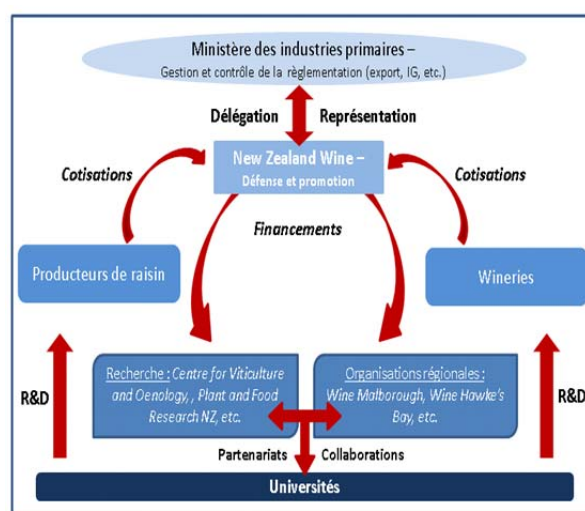 Ministère des industries primaires –
Gestion et contrôle de la règlementation (export, IG, etc.)
Délégation
Représentation
New Zealand Wine –
Défense et promotion
Cotisations
Cotisations
Financements
Producteurs de raisin
Wineries
Recherche : Centre for Viticulture
and Oenology, , Plant and Food
Research NZ, etc.
Organisations régionales :
Wine Malborough, Wine Hawke's
Bay, etc.
R&D
R&D
Partenariats
Collaborations
Universités